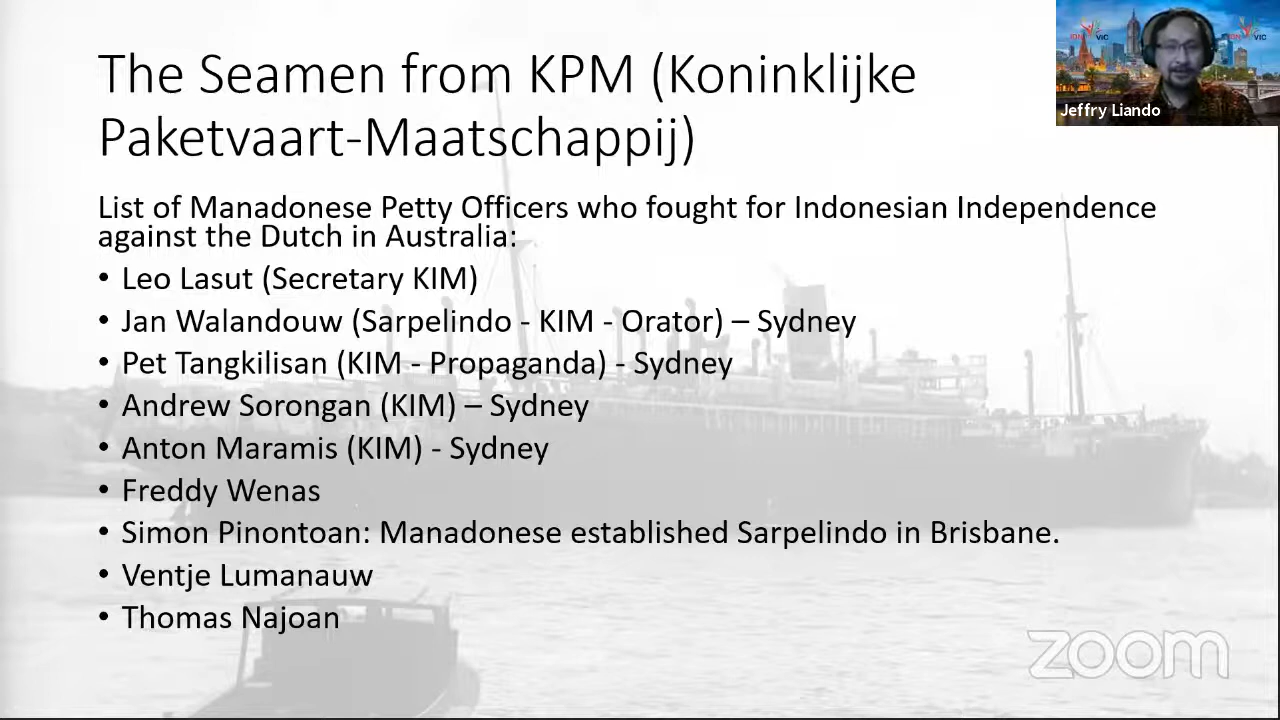 The Seamen from KPM (Koninklijke
Paketvaart-Maatschappij)
List of Manadonese Petty Officers who fought for Indonesian Independence
against the Dutch in Australia:
• Leo Lasut (Secretary KIM)
• Jan Walandouw (Sarpelindo - KIM - Orator) – Sydney
• Pet Tangkilisan (KIM - Propaganda) - Sydney
• Andrew Sorongan (KIM) – Sydney
• Anton Maramis (KIM) - Sydney
• Freddy Wenas
• Simon Pinontoan: Manadonese established Sarpelindo in Brisbane.
• Ventje Lumanauw
• Thomas Najoan
VIC
VIC
Jeffry Liando
zoom